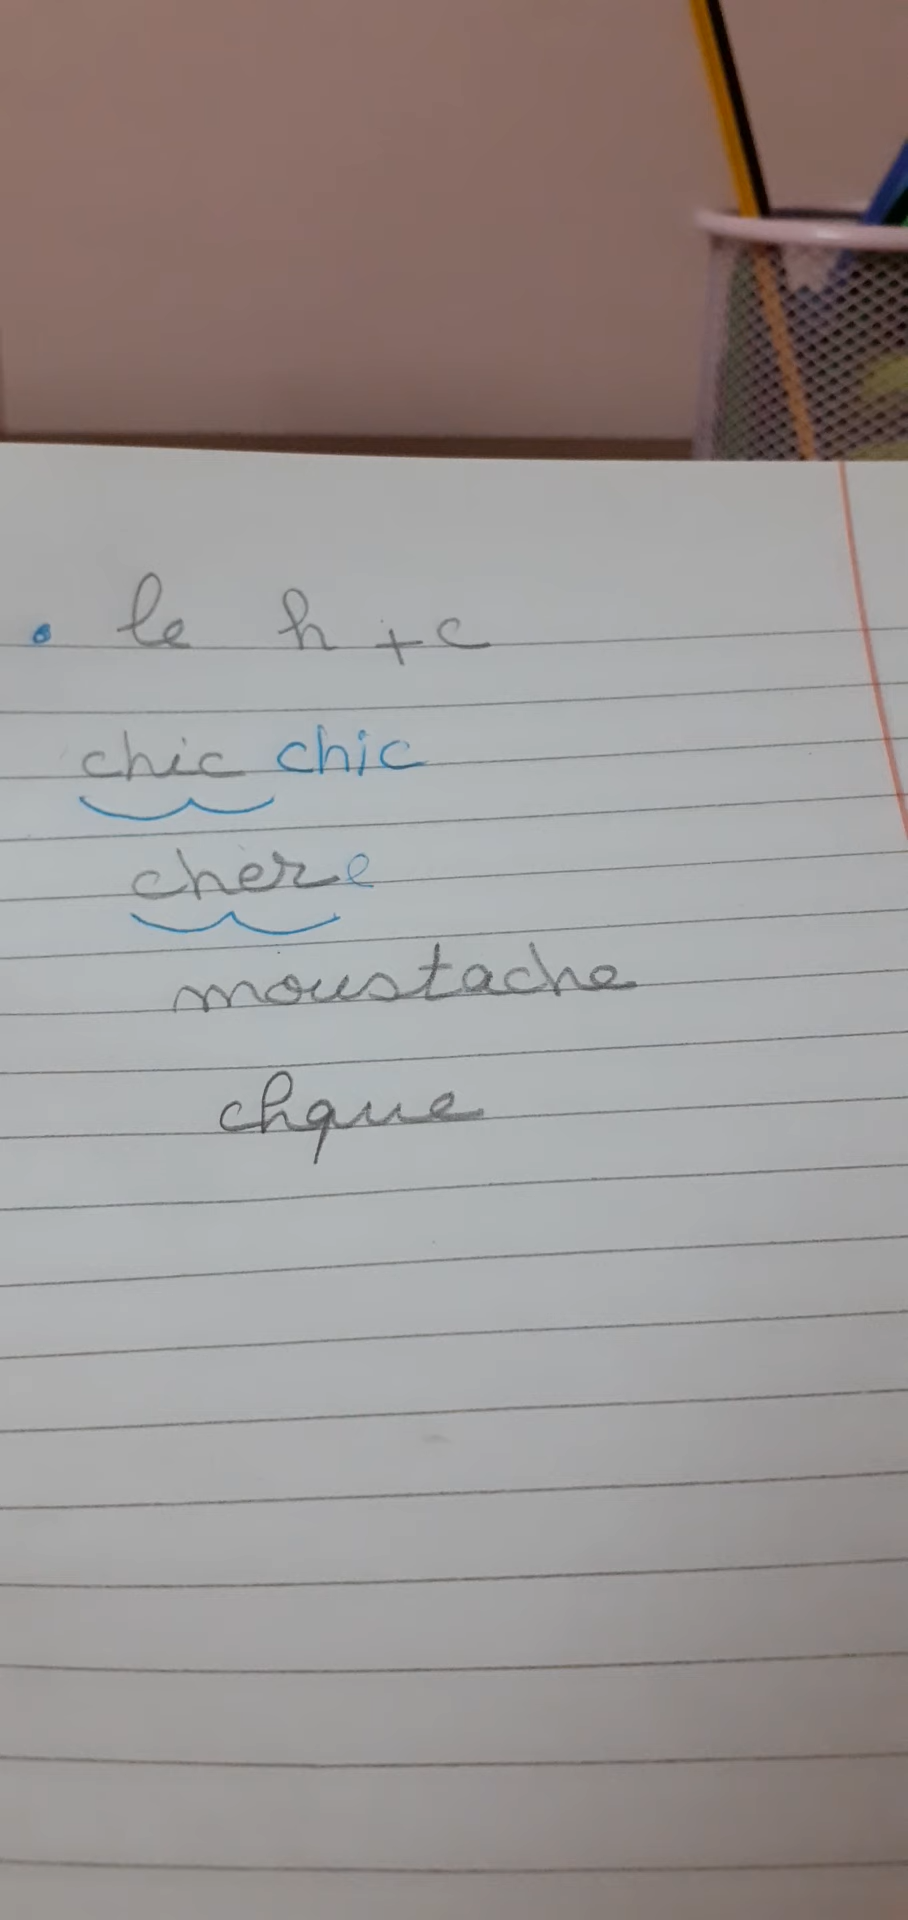 • le h + c
chic chic
chere
moustache
chque